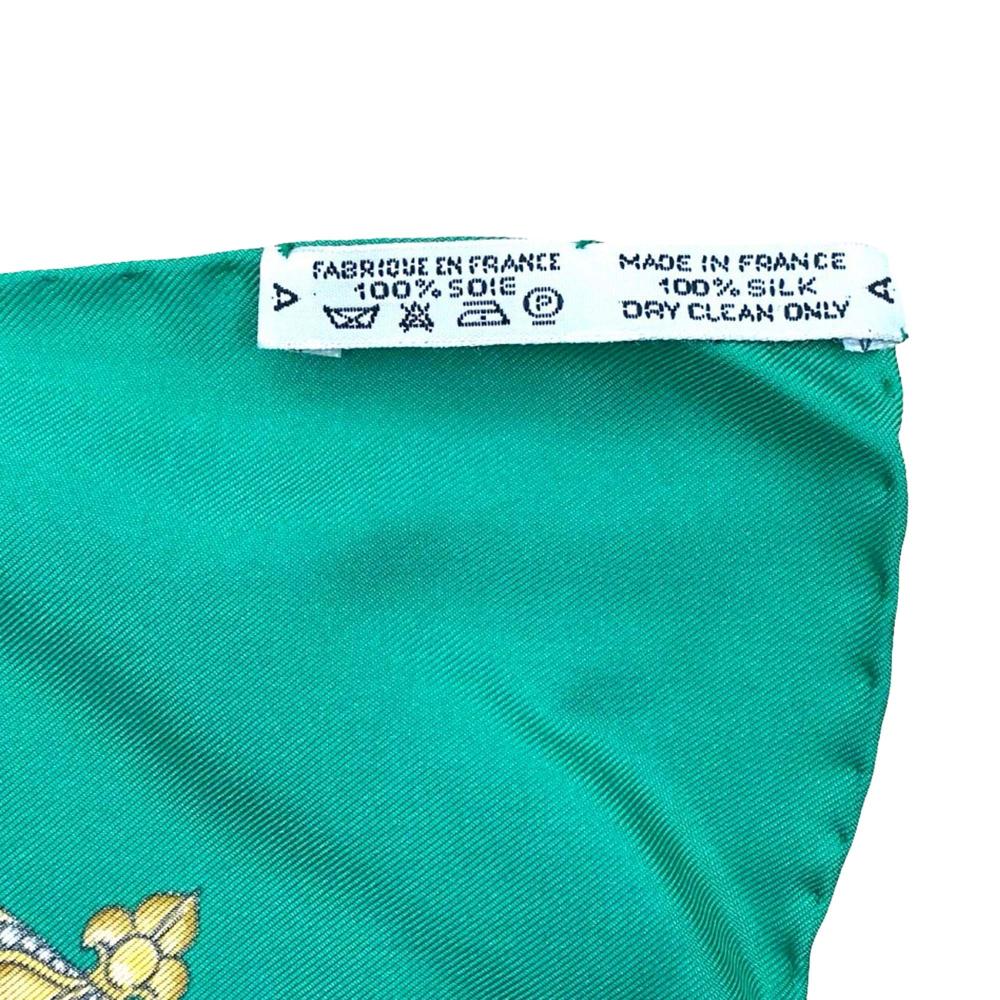 FABRIQUE EN FRANCE
100% SOIE
P
MADE IN FRANCE
100% SILK
DRY CLEAN ONLY
A
A